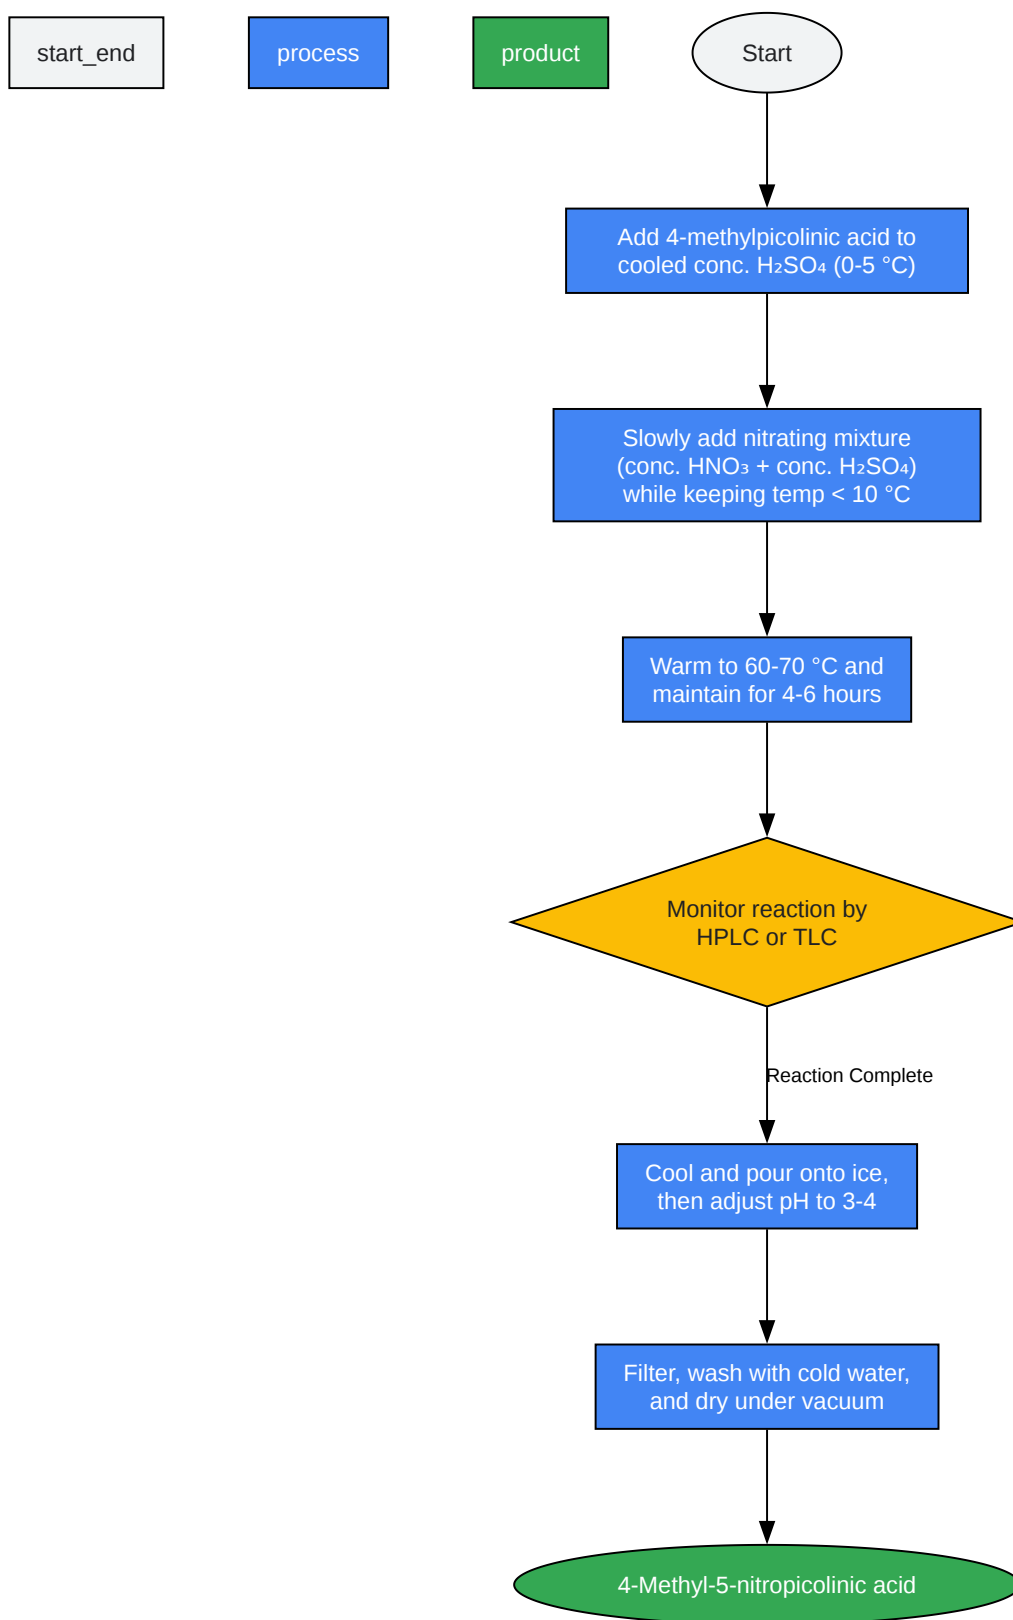 start_end
process
product
Start
Add 4-methylpicolinic acid to
cooled conc. H₂SO₄ (0-5 °C)
Slowly add nitrating mixture
(conc. HNO₃ + conc. H₂SO₄)
while keeping temp < 10 °C
Warm to 60-70 °C and
maintain for 4-6 hours
Monitor reaction by
HPLC or TLC
Reaction Complete
Cool and pour onto ice,
then adjust pH to 3-4
Filter, wash with cold water,
and dry under vacuum
4-Methyl-5-nitropicolinic acid